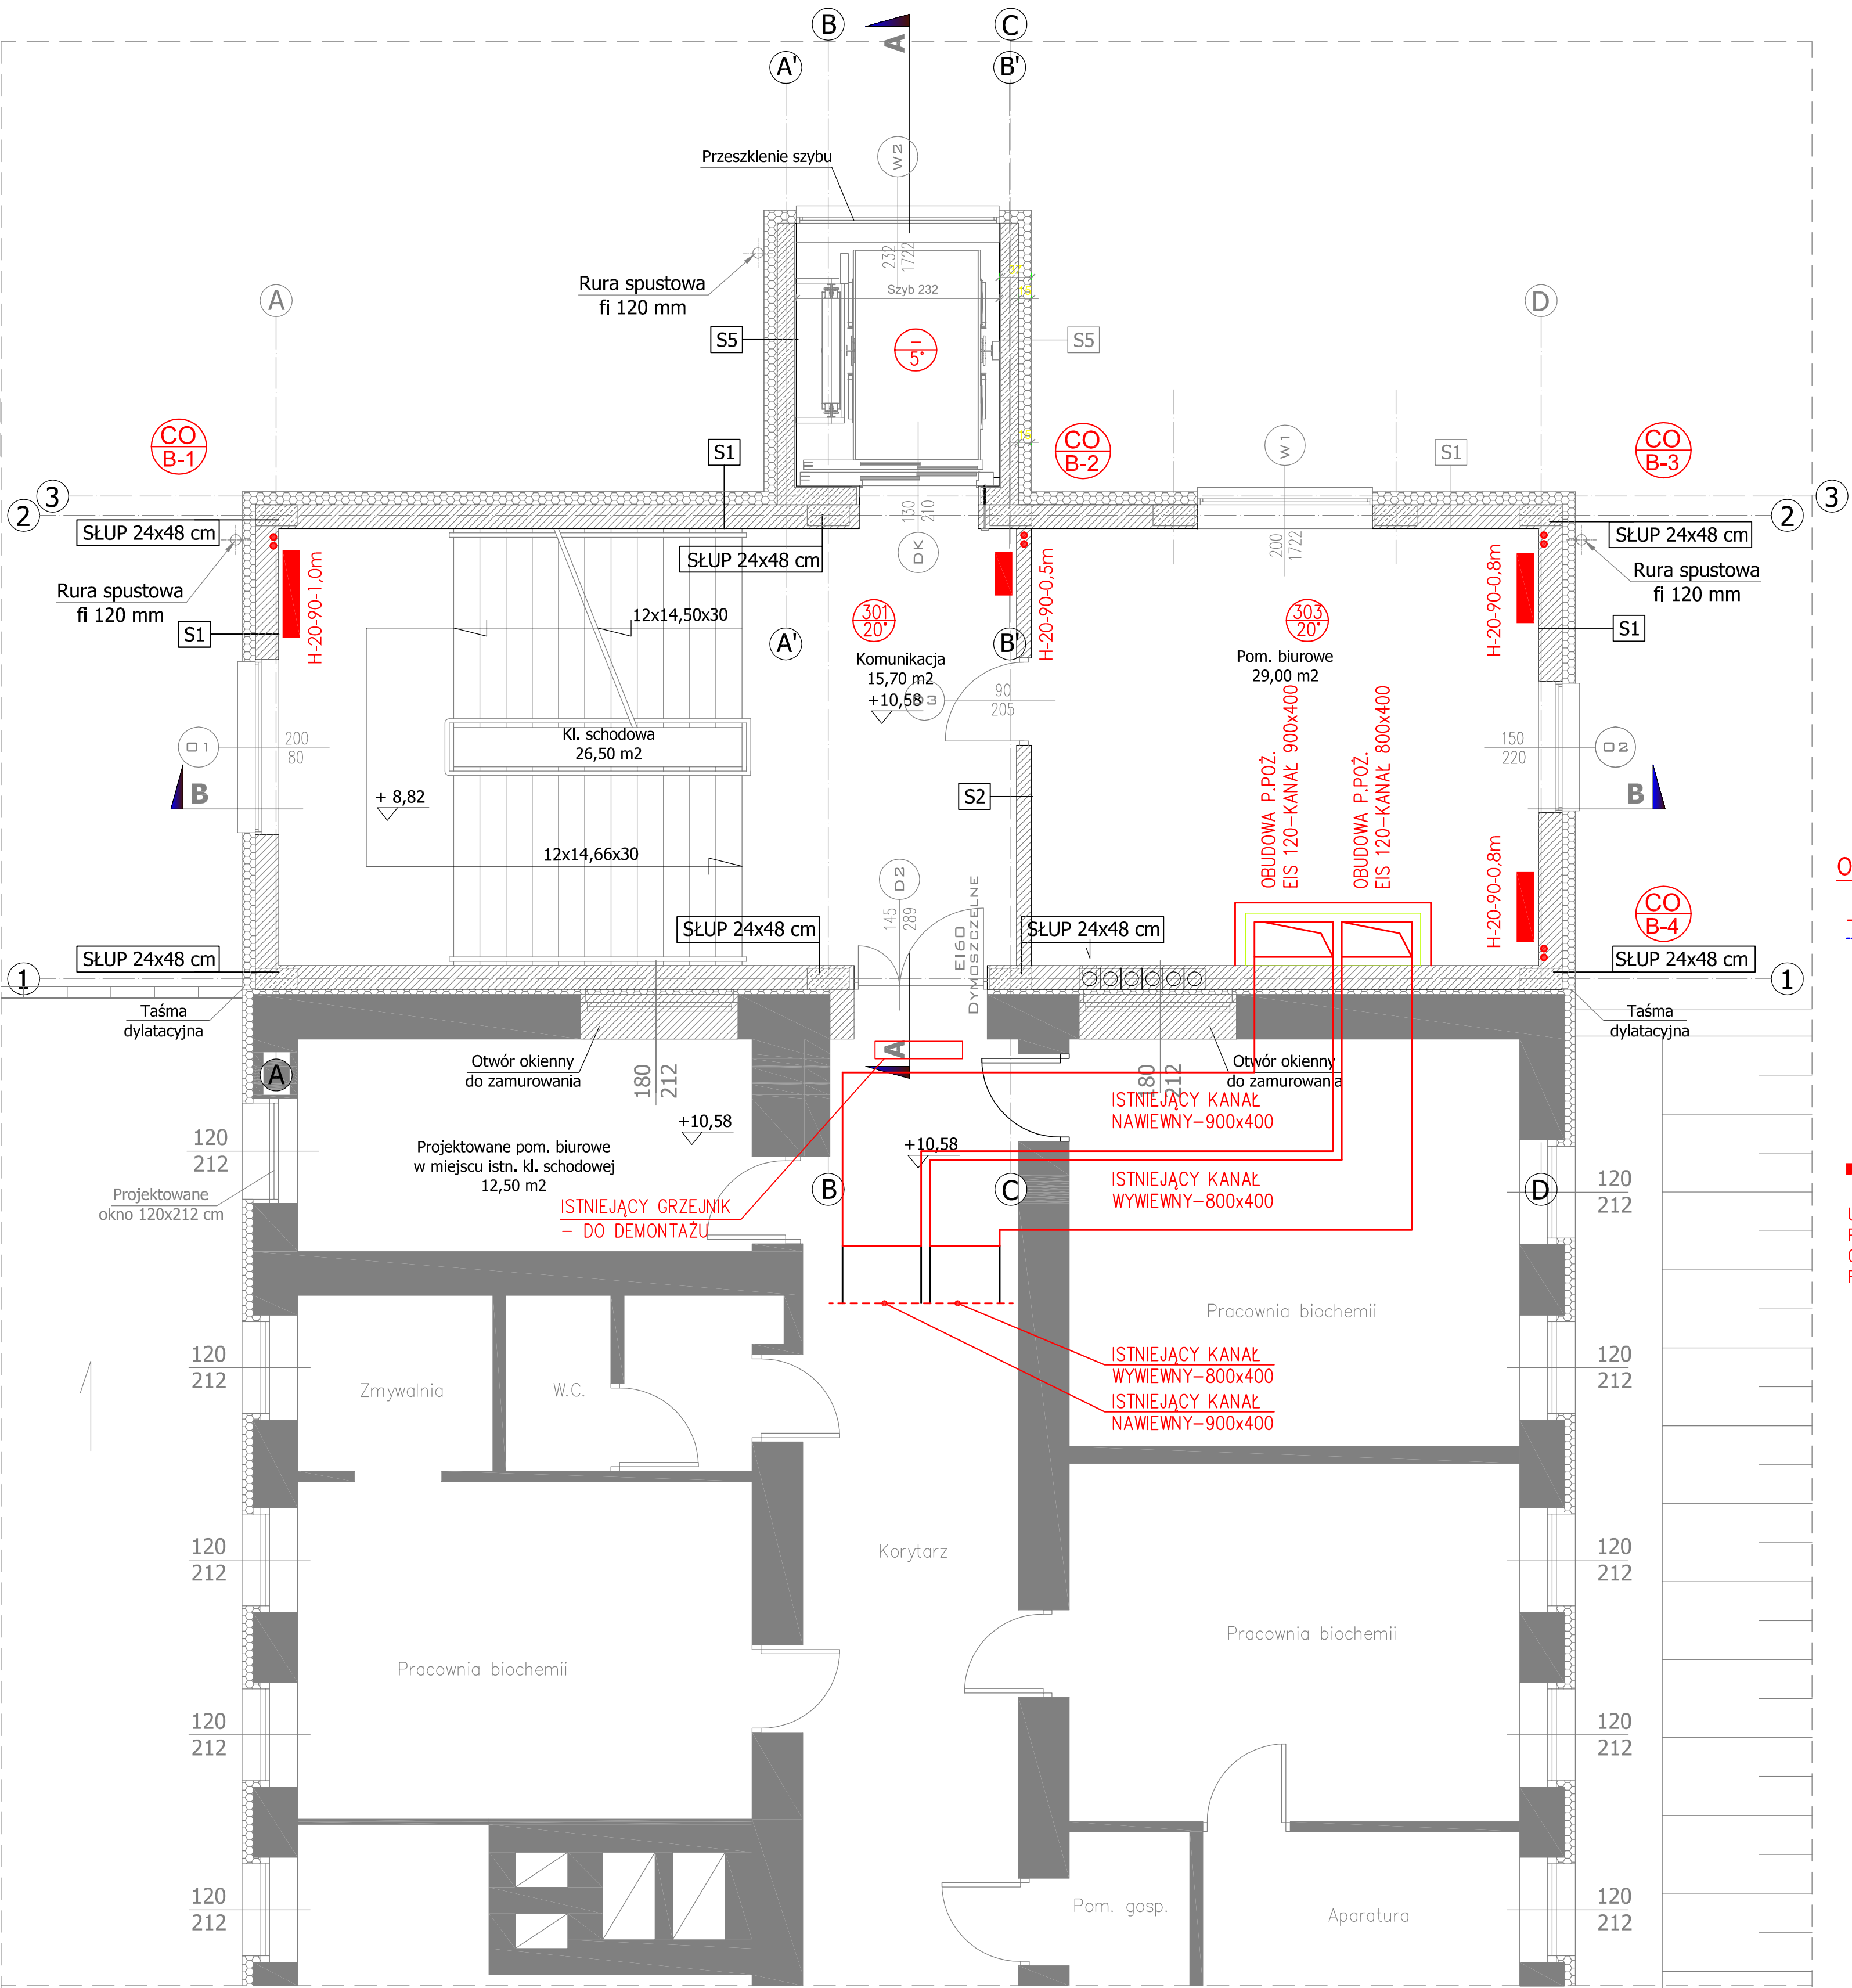 B
A
C
A'
B'
W2
Przeszklenie szybu
232
1722
Rura spustowa
fi 120 mm
Szyb 232
A
D
S5
—
5°
S5
CO
B-1
S1
CO
B-2
W1
S1
CO
B-3
3
2
3
2
130
210
DK
200
1722
SŁUP 24x48 cm
SŁUP 24x48 cm
SŁUP 24x48 cm
Rura spustowa
fi 120 mm
Rura spustowa
fi 120 mm
S1
S1
H-20-90-1,0m
H-20-90-0,5m
H-20-90-0,8m
12x14,50x30
301
20°
303
20°
A'
B'
Komunikacja
15,70 m2
+10,58
Pom. biurowe
29,00 m2
D3
90
205
O1
200
80
Kl. schodowa
26,50 m2
150
220
O2
B
B
+ 8,82
S2
OBUDOWA P.POŻ.
EIS 120-KANAŁ 900x400
OBUDOWA P.POŻ.
EIS 120-KANAŁ 800x400
12x14,66x30
H-20-90-0,8m
D2
145
289
EI60
DYMOSZCZELNE
CO
B-4
O
SŁUP 24x48 cm
SŁUP 24x48 cm
SŁUP 24x48 cm
SŁUP 24x48 cm
1
1
Taśma
dylatacyjna
Taśma
dylatacyjna
A
A
Otwór okienny
do zamurowania
180
212
Otwór okienny
do zamurowania
180
212
ISTNIEJĄCY KANAŁ
NAWIEWNY-900x400
+10,58
+10,58
120
212
Projektowane pom. biurowe
w miejscu istn. kl. schodowej
12,50 m2
Projektowane
okno 120x212 cm
ISTNIEJĄCY GRZEJNIK
- DO DEMONTAŻU
B
C
D
ISTNIEJĄCY KANAŁ
WYWIEWNY-800x400
120
212
Pracownia biochemii
ISTNIEJĄCY KANAŁ
WYWIEWNY-800x400
ISTNIEJĄCY KANAŁ
NAWIEWNY-900x400
120
212
Zmywalnia
W.C.
120
212
120
212
Korytarz
120
212
Pracownia biochemii
Pracownia biochemii
120
212
120
212
120
212
Pom. gosp.
Aparatura
120
212